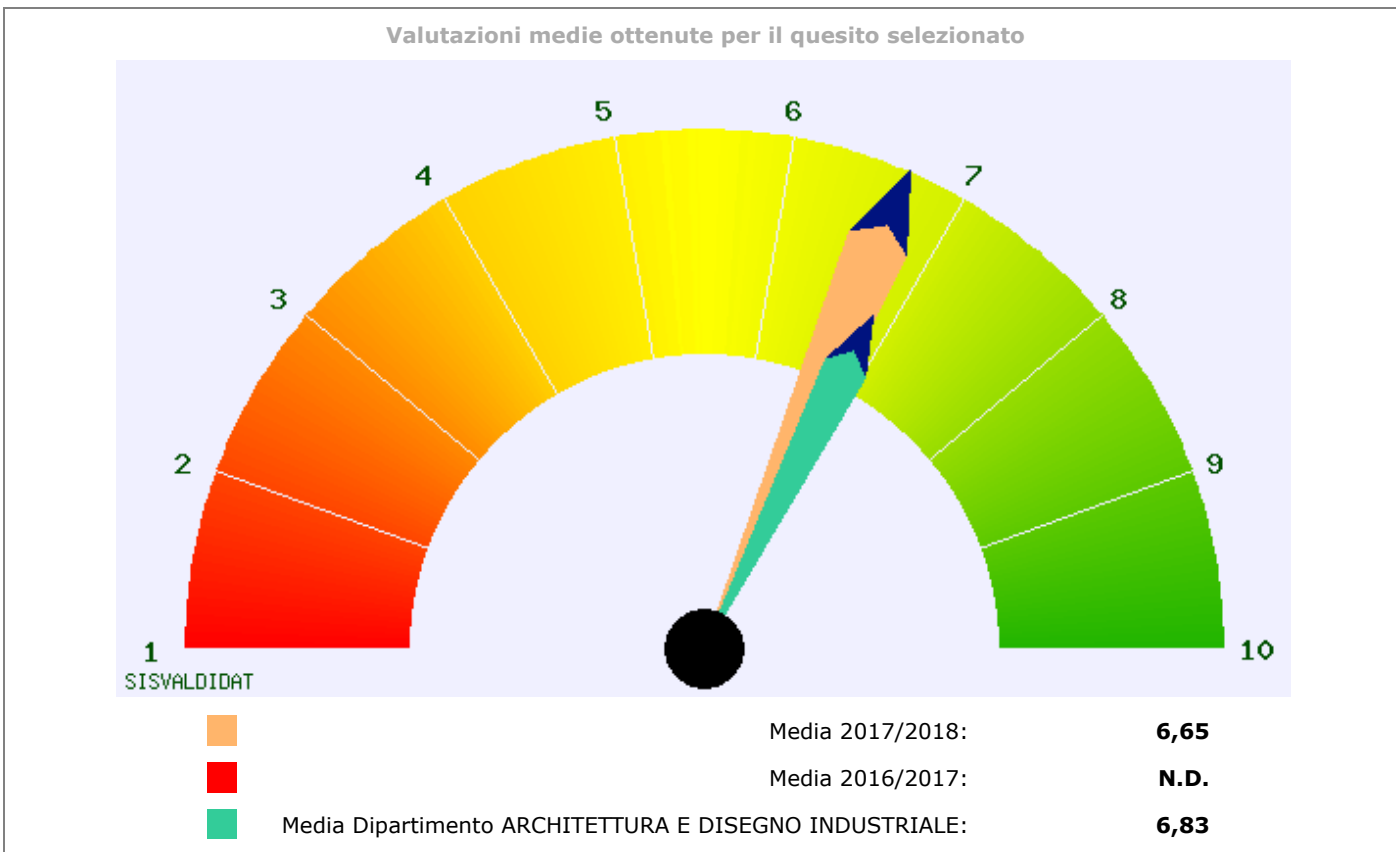 Valutazioni medie ottenute per il quesito selezionato
5
6
4
7
3
8
2
9
1
10
SISVALDIDAT
Media 2017/2018: 6,65
Media 2016/2017: N.D.
Media Dipartimento ARCHITETTURA E DISEGNO INDUSTRIALE: 6,83